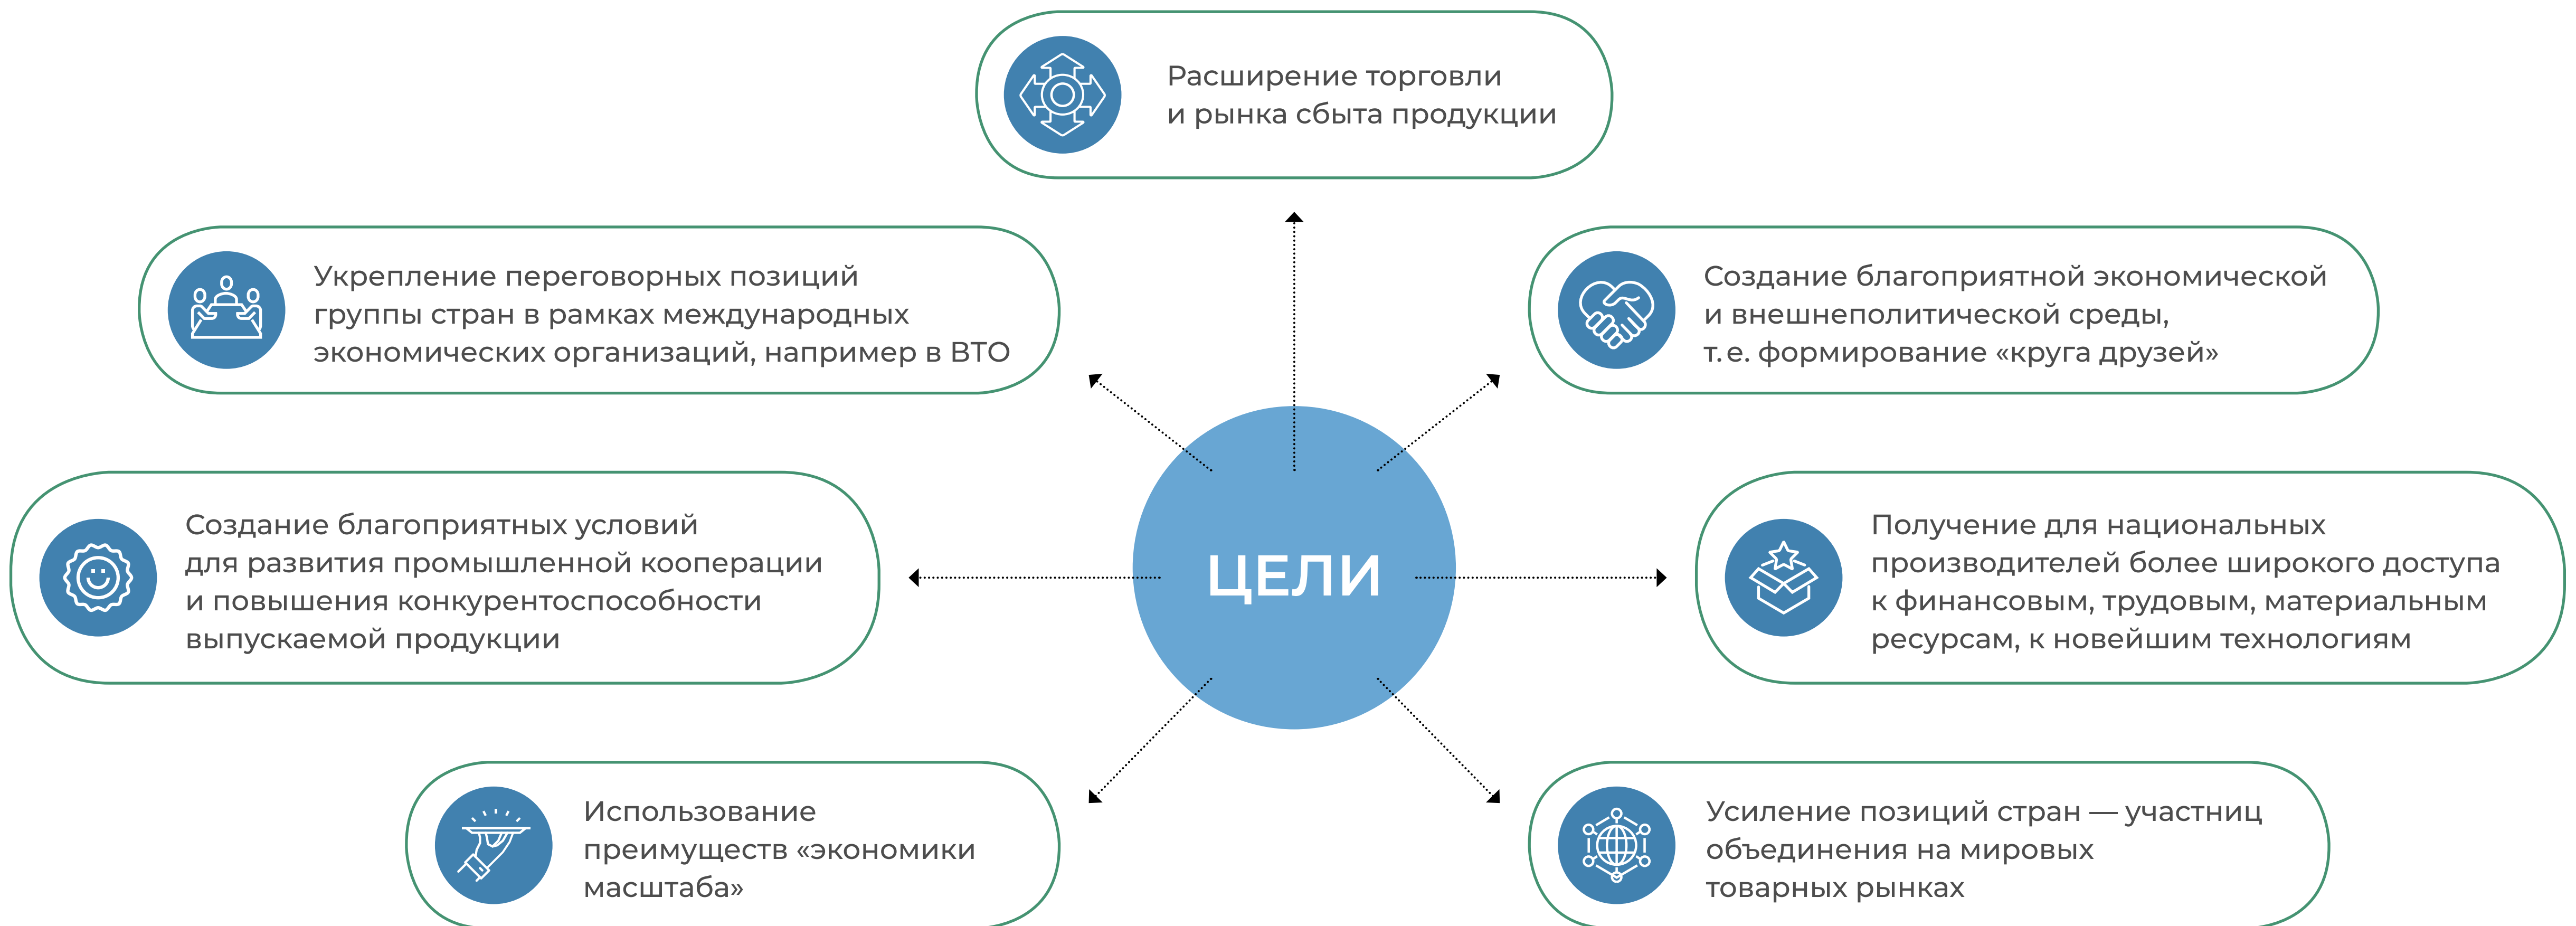 Расширение торговли
и рынка сбыта продукции
Укрепление переговорных позиций
группы стран в рамках международных
экономических организаций, например в ВТО
Создание благоприятной экономической
и внешнеполитической среды,
т. е. формирование «круга друзей»
Создание благоприятных условий
для развития промышленной кооперации
и повышения конкурентоспособности
выпускаемой продукции
ЦЕЛИ
Получение для национальных
производителей более широкого доступа
к финансовым, трудовым, материальным
ресурсам, к новейшим технологиям
Использование
преимуществ «экономики
масштаба»
Усиление позиций стран — участниц
объединения на мировых
товарных рынках